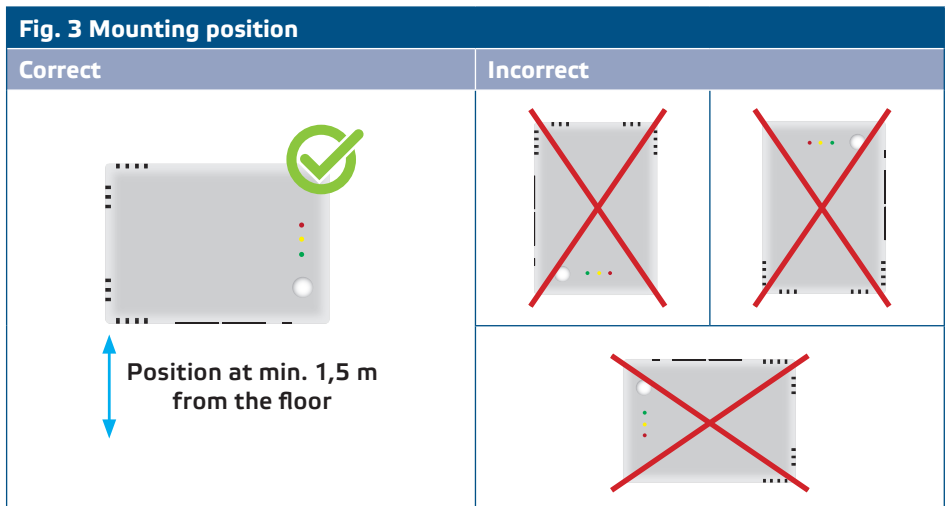 Fig. 3 Mounting position
Correct
Incorrect
Position at min. 1,5 m
from the floor